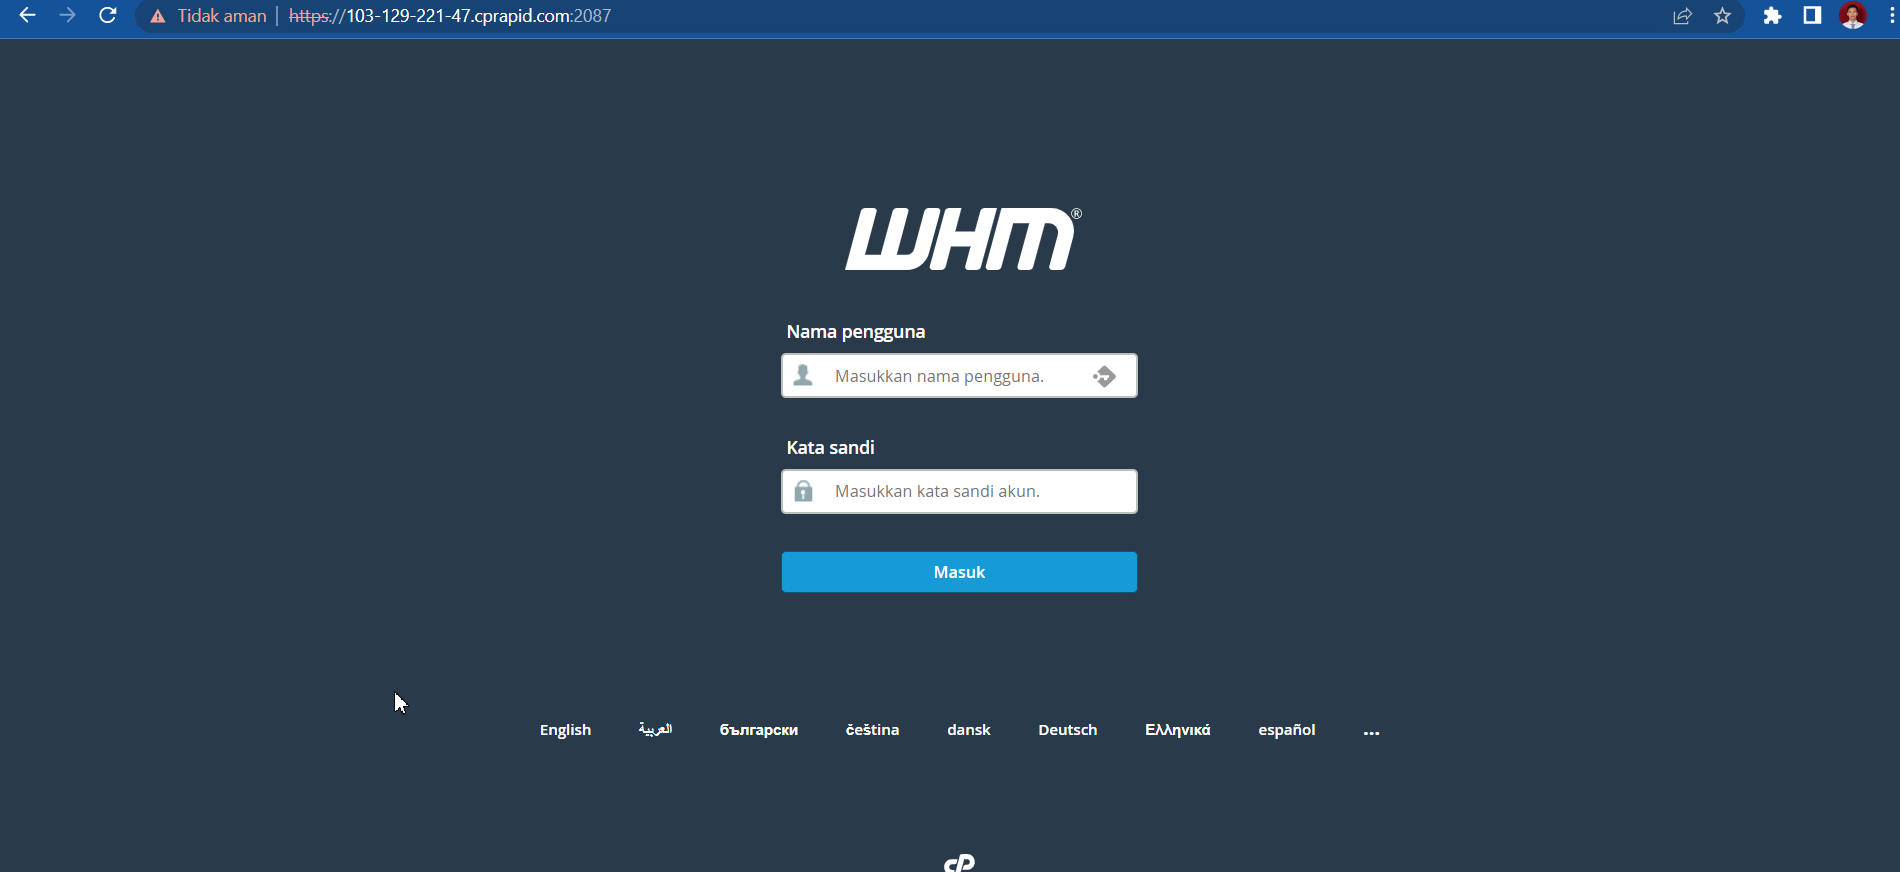 Tidak aman | https://103-129-221-47.cprapid.com:2087
WHM®
Nama pengguna
Masukkan nama pengguna.
Kata sandi
Masukkan kata sandi akun.
Masuk
English العربية български čeština dansk Deutsch Ελληνικά español ...
cP